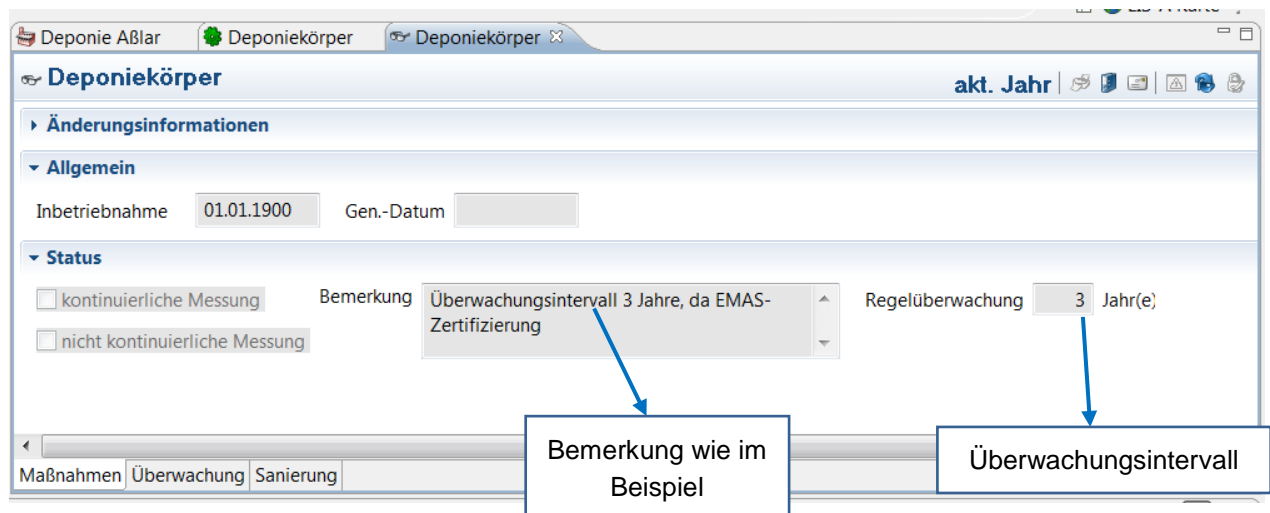 Deponie Aßlar Deponiekörper Deponiekörper
Deponiekörper akt. Jahr
Änderungsinformationen
Allgemein
Inbetriebnahme 01.01.1900 Gen.-Datum
Status
kontinuierliche Messung Bemerkung Überwachungsintervall 3 Jahre, da EMAS- Regelüberwachung 3 Jahr(e)
Zertifizierung
nicht kontinuierliche Messung
Bemerkung wie im
Beispiel
Überwachungsintervall
Maßnahmen Überwachung Sanierung